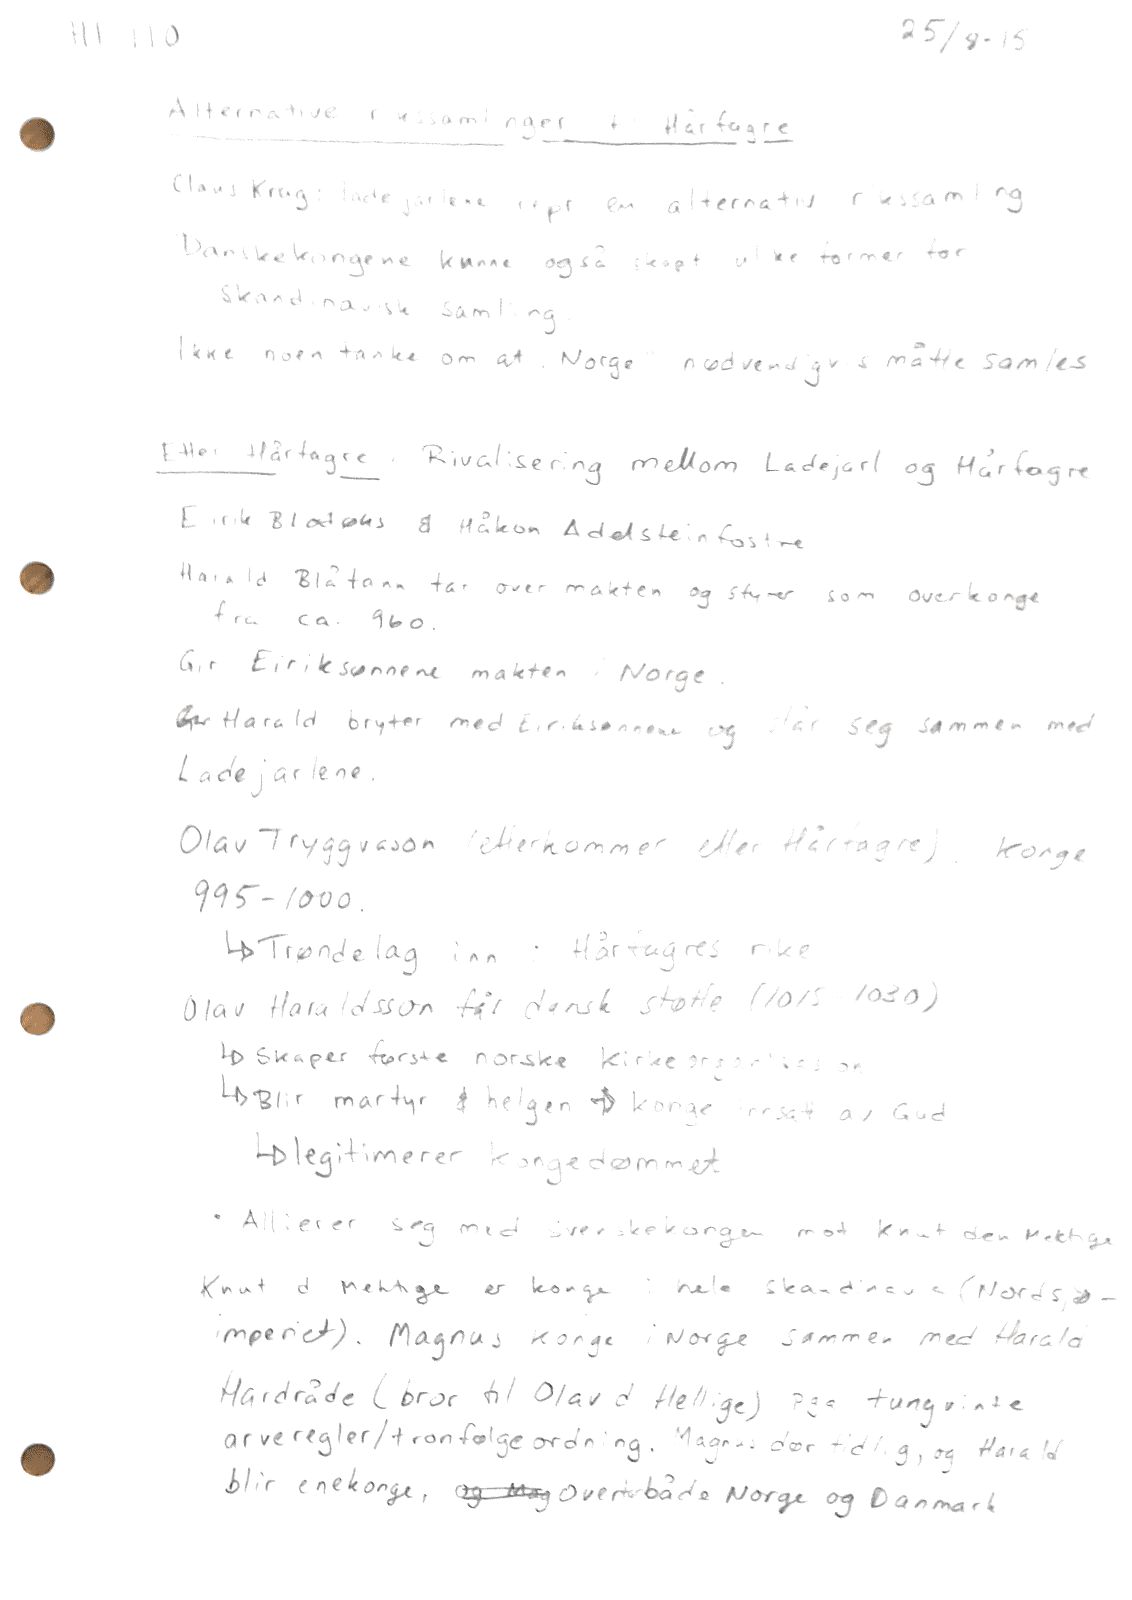 HI 110 25/8-15
Alternative rikssamlinger + Hårfagre
Claus Krag: ladejarlene repr en alternativ rikssamling
Danskekongene kunne også skapt ulike former for
skandinavisk samling.
Ikke noen tanke om at "Norge" nødvendigvis måtte samles
Etter Hårfagre: Rivalisering mellom Ladejarl og Hårfagre
Eirik Blodøks & Håkon Adelsteinfostre
Harald Blåtann tar over makten og styrer som overkonge
fra ca. 960.
Gir Eiriksønnene makten i Norge.
Harald bryter med Eiriksønnene og slår seg sammen med
Ladejarlene.
Olav Tryggvason (etterkommer etter Hårfagre). Konge
995-1000.
↳ Trøndelag inn i Hårfagres rike
Olav Haraldsson får dansk støtte (1015 1030)
↳ Skaper første norske kirkeorganisasjon
↳ Blir martyr & helgen → konge innsatt av Gud
↳ legitimerer kongedømmet
• Allierer seg med svenskekongen mot Knut den Mektige
Knut d Mektige er konge i hele Skandinavia (Nordsjø-
imperiet). Magnus konge i Norge sammen med Harald
Hardråde (bror til Olav d Hellige) pga tungvinte
arveregler/tronfølgeordning. Magnus dør tidlig, og Harald
blir enekonge, over både Norge og Danmark